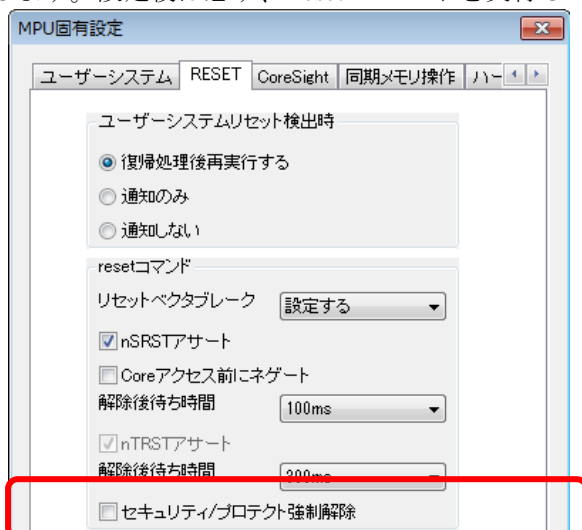 MPU固有設定
ユーザーシステム RESET CoreSight 同期メモリ操作 ハー
ユーザーシステムリセット検出時
復帰処理後再実行する
通知のみ
通知しない
resetコマンド
リセットベクタブレーク 設定する
nSRSTアサート
Coreアクセス前にネゲート
解除後待ち時間 100ms
nTRSTアサート
解除後待ち時間
セキュリティ/プロテクト強制解除